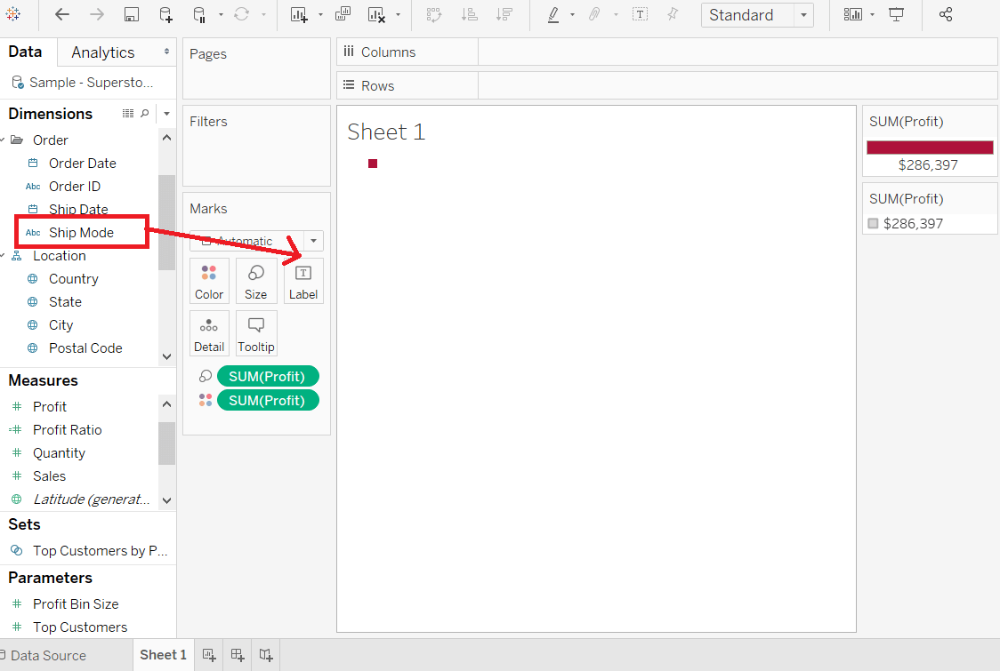 Standard
Data
Analytics
Sample - Supersto...
Dimensions
Order
Order Date
Abc Order ID
Ship Date
Abc Ship Mode
Location
Country
State
City
Postal Code
Measures
Profit
Profit Ratio
Quantity
Sales
Latitude (generat...
Sets
Top Customers by P...
Parameters
Profit Bin Size
Top Customers
Pages
Filters
Marks
Automatic
Color Size Label
Detail Tooltip
SUM(Profit)
SUM(Profit)
Columns
Rows
Sheet 1
SUM(Profit)
$286,397
SUM(Profit)
$286,397
Data Source
Sheet 1